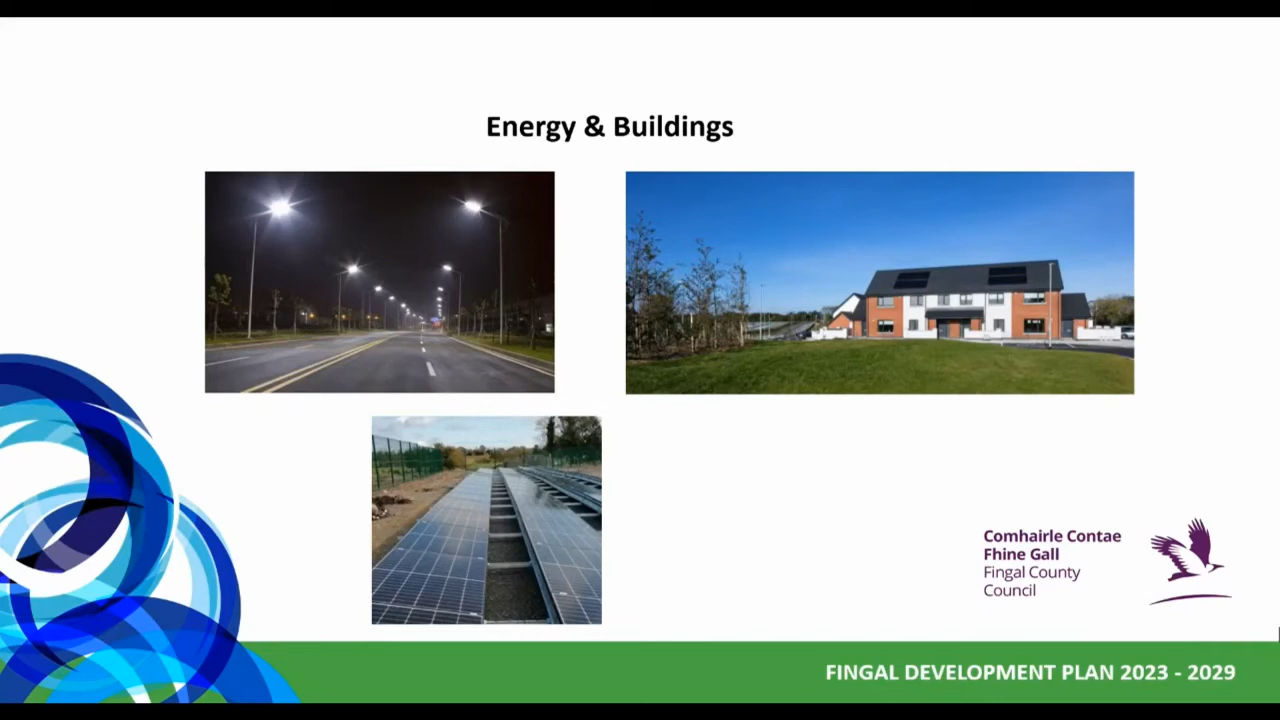 Energy & Buildings
Comhairle Contae
Fhine Gall
Fingal County
Council
FINGAL DEVELOPMENT PLAN 2023 - 2029